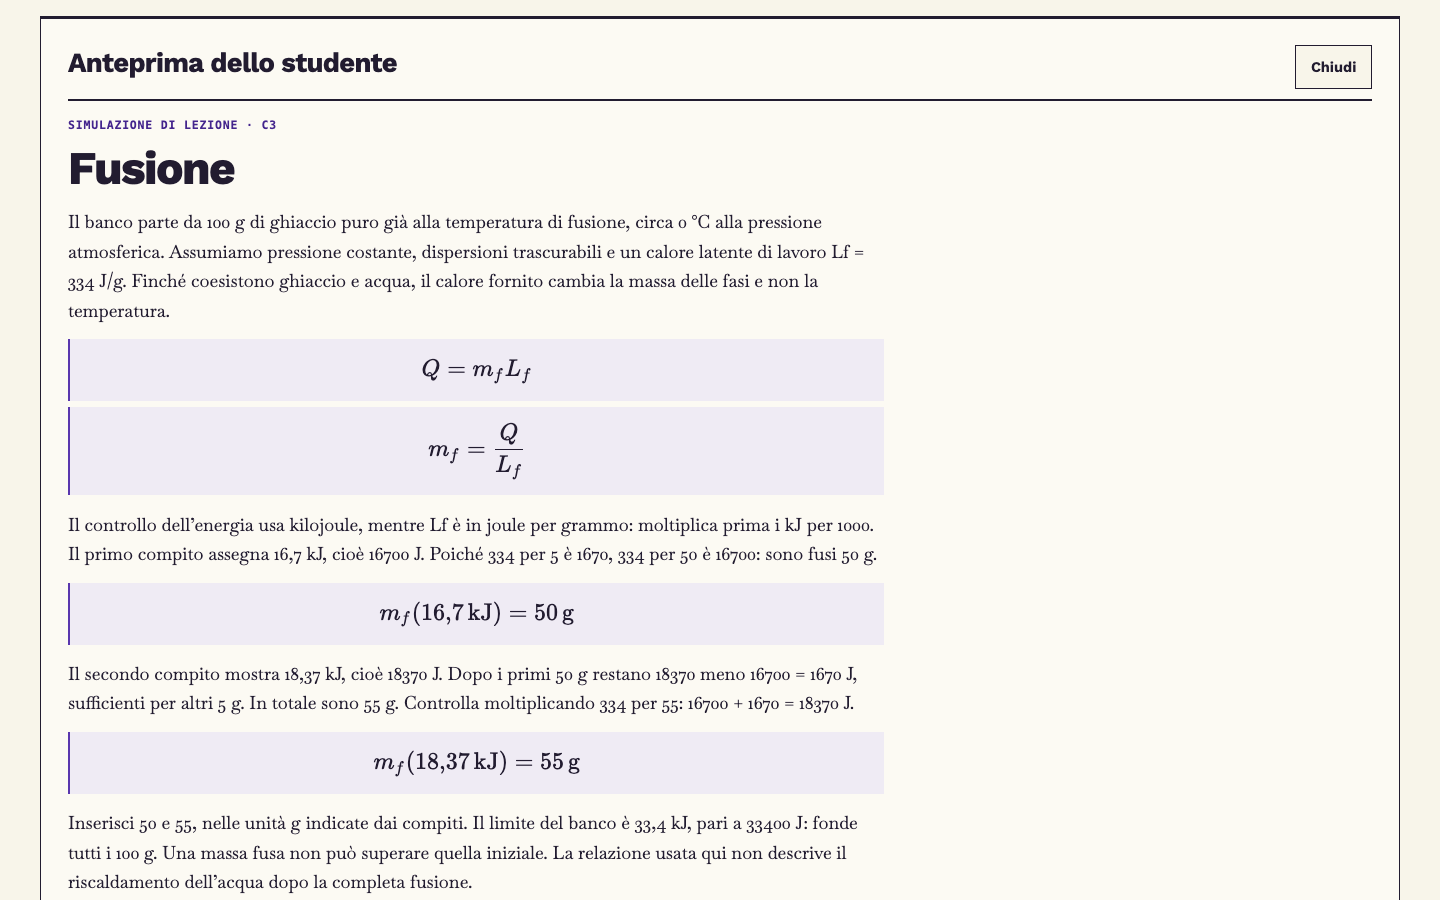 Anteprima dello studente
Chiudi
SIMULAZIONE DI LEZIONE · C3
Fusione
Il banco parte da 100 g di ghiaccio puro già alla temperatura di fusione, circa 0 °C alla pressione
atmosferica. Assumiamo pressione costante, dispersioni trascurabili e un calore latente di lavoro Lf =
334 J/g. Finché coesistono ghiaccio e acqua, il calore fornito cambia la massa delle fasi e non la
temperatura.
Q = m_f L_f
m_f = Q / L_f
Il controllo dell’energia usa kilojoule, mentre Lf è in joule per grammo: moltiplica prima i kJ per 1000.
Il primo compito assegna 16,7 kJ, cioè 16700 J. Poiché 334 per 5 è 1670, 334 per 50 è 16700: sono fusi 50 g.
m_f(16,7 kJ) = 50 g
Il secondo compito mostra 18,37 kJ, cioè 18370 J. Dopo i primi 50 g restano 18370 meno 16700 = 1670 J,
sufficienti per altri 5 g. In totale sono 55 g. Controlla moltiplicando 334 per 55: 16700 + 1670 = 18370 J.
m_f(18,37 kJ) = 55 g
Inserisci 50 e 55, nelle unità g indicate dai compiti. Il limite del banco è 33,4 kJ, pari a 33400 J: fonde
tutti i 100 g. Una massa fusa non può superare quella iniziale. La relazione usata qui non descrive il
riscaldamento dell’acqua dopo la completa fusione.